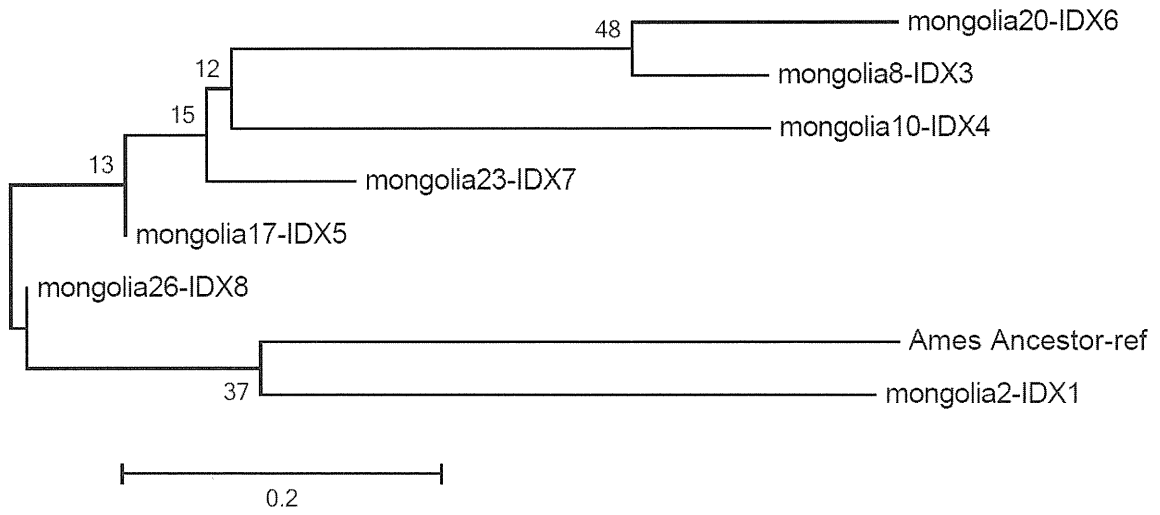 mongolia20-IDX6
48
mongolia8-IDX3
12
15
mongolia10-IDX4
13
mongolia23-IDX7
mongolia17-IDX5
mongolia26-IDX8
Ames Ancestor-ref
37
mongolia2-IDX1
0.2